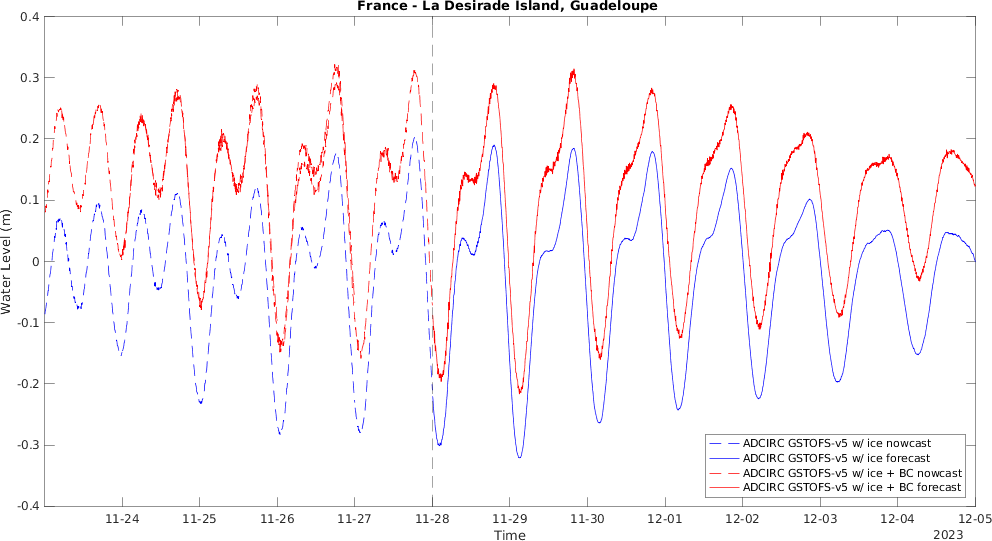 France - La Desirade Island, Guadeloupe
0.4
0.3
0.2
0.1
0
-0.1
-0.2
-0.3
-0.4
Water Level (m)
ADCIRC GSTOFS-v5 w/ ice nowcast
ADCIRC GSTOFS-v5 w/ ice forecast
ADCIRC GSTOFS-v5 w/ ice + BC nowcast
ADCIRC GSTOFS-v5 w/ ice + BC forecast
11-24 11-25 11-26 11-27 11-28 11-29 11-30 12-01 12-02 12-03 12-04 12-05
Time 2023